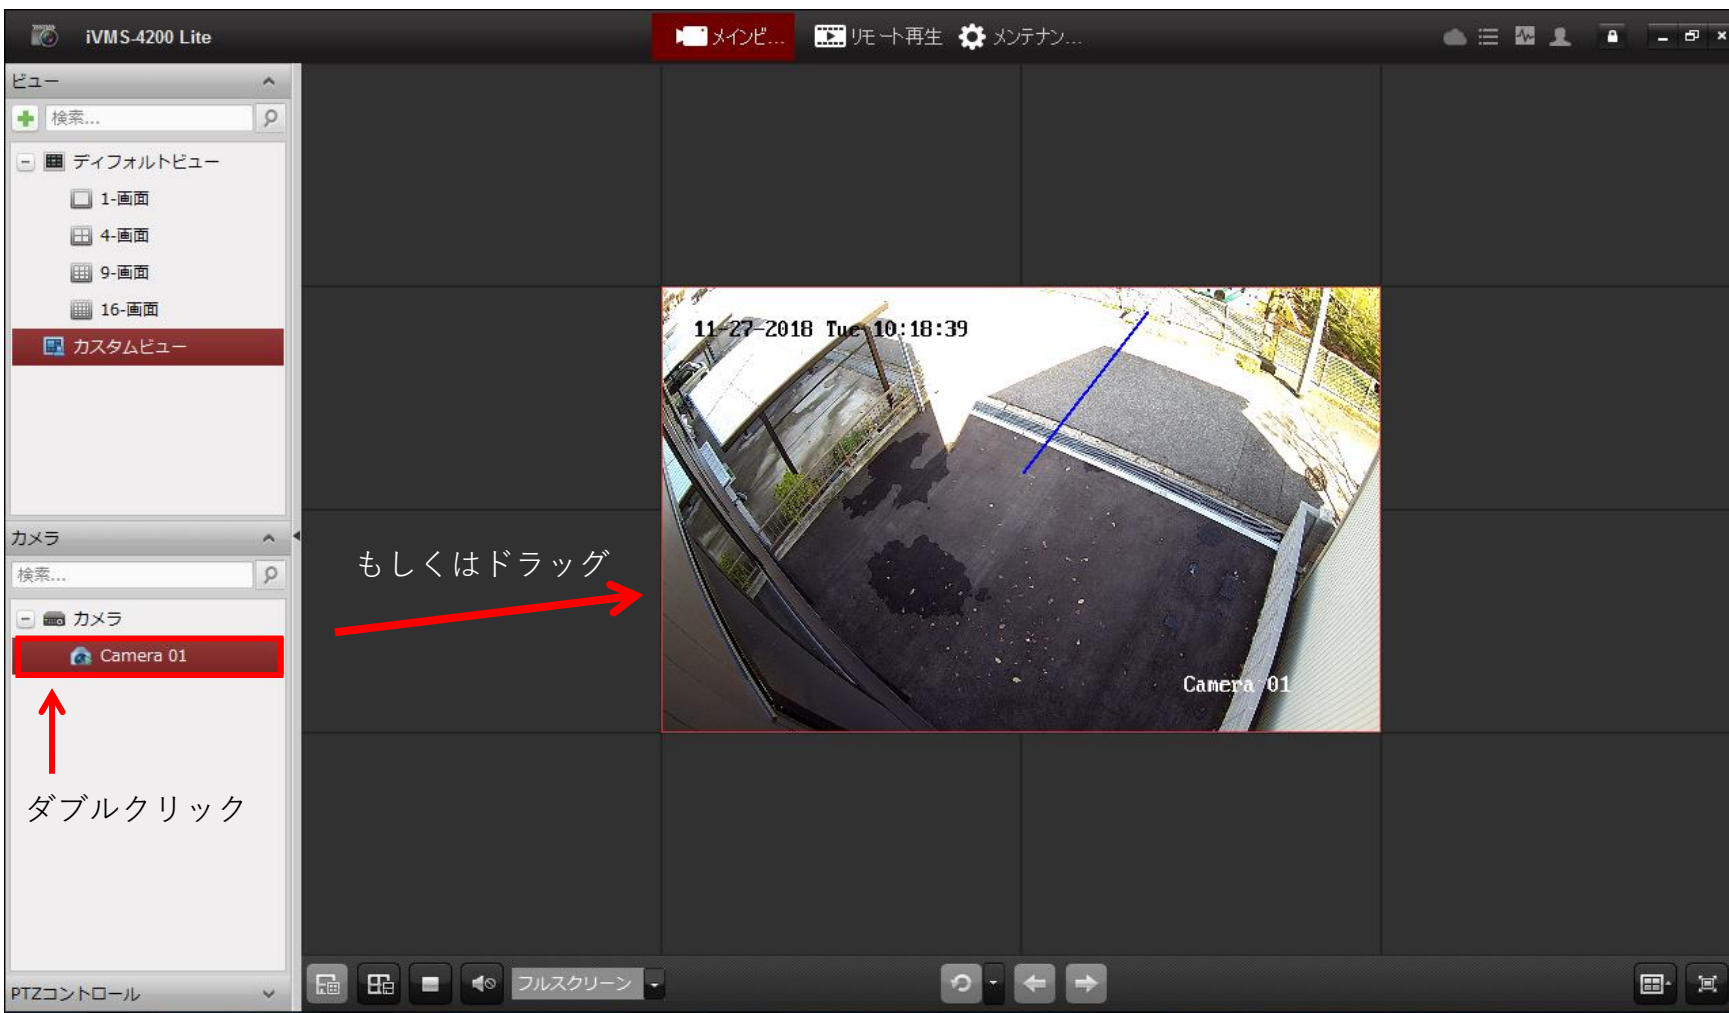 iVMS-4200 Lite
メインビ...
リモート再生
メンテナン...
ビュー
検索...
ディフォルトビュー
1-画面
4-画面
9-画面
16-画面
カスタムビュー
カメラ
検索...
カメラ
Camera 01
ダブルクリック
もしくはドラッグ
11-27-2018 Tue 10:18:39
Camera 01
PTZコントロール
フルスクリーン